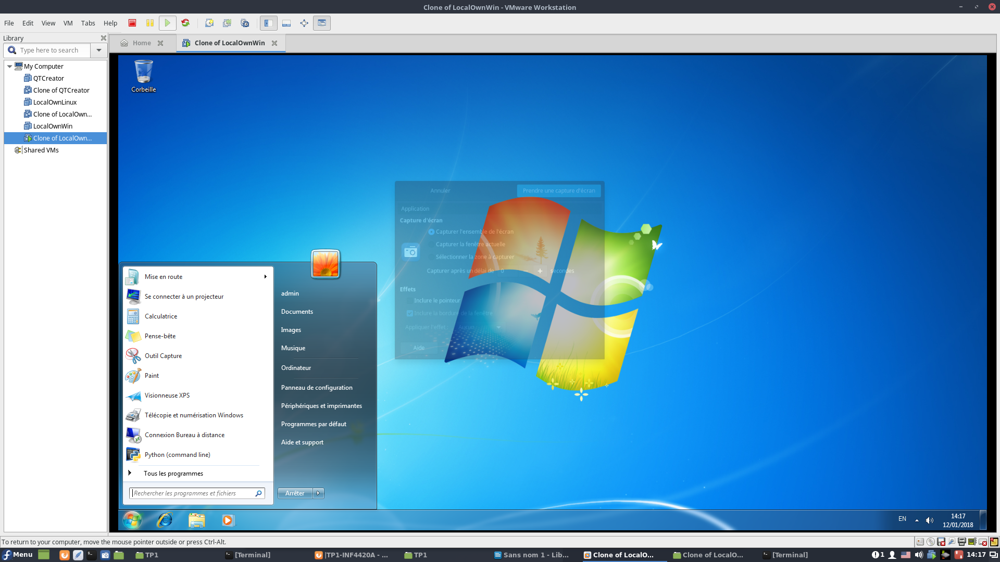 Clone of LocalOwnWin - VMware Workstation
File Edit View VM Tabs Help
Library
Type here to search
My Computer
QTCreator
Clone of QTCreator
LocalOwnLinux
Clone of LocalOwn...
LocalOwnWin
Clone of LocalOwn...
Shared VMs
Home
Clone of LocalOwnWin
Corbeille
Annuler
Prendre une capture d'écran
Application
Capture d'écran
Capturer l'ensemble de l'écran
Capturer la fenêtre actuelle
Sélectionner la zone à capturer
Capturer après un délai de 0 - + secondes
Effets
Inclure le pointeur
Inclure la bordure de la fenêtre
Appliquer l'effet : Aucun
Aide
Mise en route
Se connecter à un projecteur
Calculatrice
Pense-bête
Outil Capture
Paint
Visionneuse XPS
Télécopie et numérisation Windows
Connexion Bureau à distance
Python (command line)
Tous les programmes
Rechercher les programmes et fichiers
admin
Documents
Images
Musique
Ordinateur
Panneau de configuration
Périphériques et imprimantes
Programmes par défaut
Aide et support
Arrêter
EN
14:17
12/01/2018
To return to your computer, move the mouse pointer outside or press Ctrl-Alt.
Menu
TP1
[Terminal]
|TP1-INF4420A - ...
TP1
Sans nom 1 - Lib...
Clone of LocalO...
Clone of LocalO...
[Terminal]
1
14:17